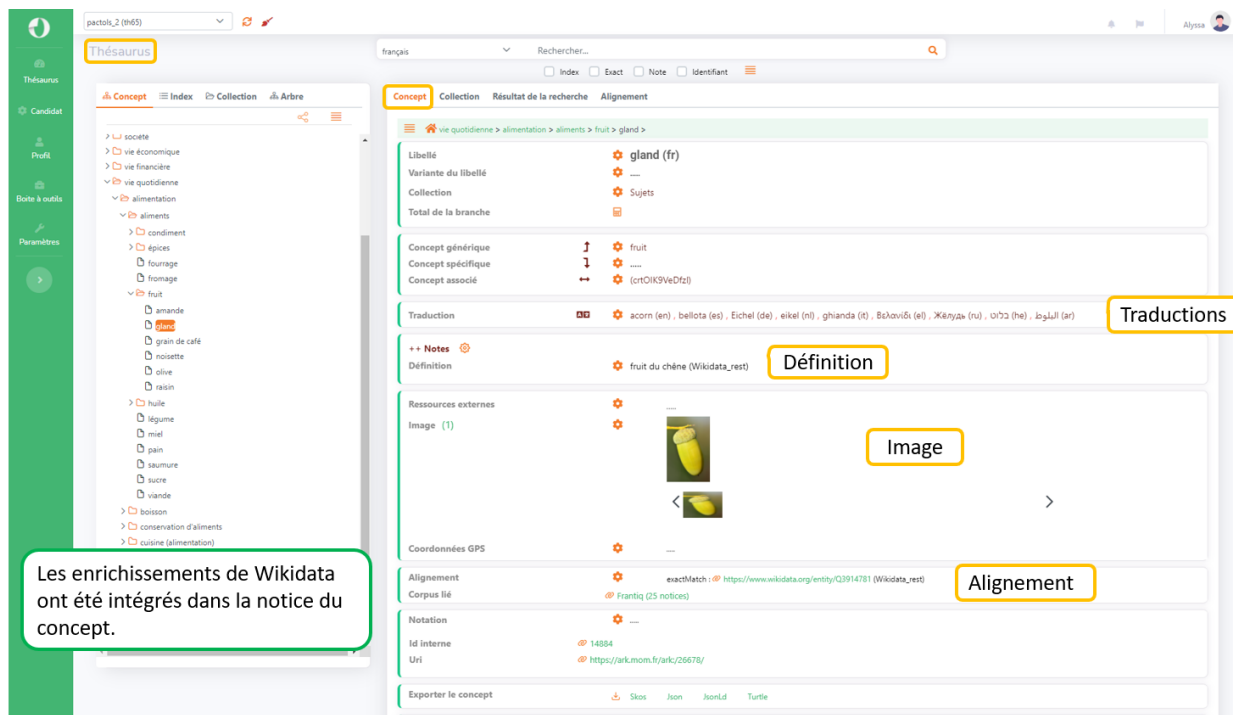 pactols_2 (th65)
Alyssa
Thésaurus
français
Rechercher...
Index
Exact
Note
Identifiant
Thésaurus
Candidat
Profil
Boite à outils
Paramètres
Concept
Index
Collection
Arbre
société
vie économique
vie financière
vie quotidienne
alimentation
aliments
condiment
épices
fourrage
fromage
fruit
amande
gland
grain de café
noisette
olive
raisin
huile
légume
miel
pain
saumure
sucre
viande
boisson
conservation d'aliments
cuisine (alimentation)
Les enrichissements de Wikidata
ont été intégrés dans la notice du
concept.
Concept Collection Résultat de la recherche Alignement
vie quotidienne > alimentation > aliments > fruit > gland >
Libellé gland (fr)
Variante du libellé ....
Collection Sujets
Total de la branche
Concept générique fruit
Concept spécifique .....
Concept associé (crtOIK9VeDfzI)
Traduction acorn (en) , bellota (es) , Eichel (de) , eikel (nl) , ghianda (it) , Βελανίδι (el) , Жёлудь (ru) , בלוט (he) , البلوط (ar)
Traductions
++ Notes
Définition fruit du chêne (Wikidata_rest)
Définition
Ressources externes .....
Image (1)
Image
Coordonnées GPS ....
Alignement exactMatch : https://www.wikidata.org/entity/Q3914781 (Wikidata_rest)
Alignement
Corpus lié Frantiq (25 notices)
Notation ....
Id interne 14884
Uri https://ark.mom.fr/ark:/26678/
Exporter le concept Skos Json JsonLd Turtle